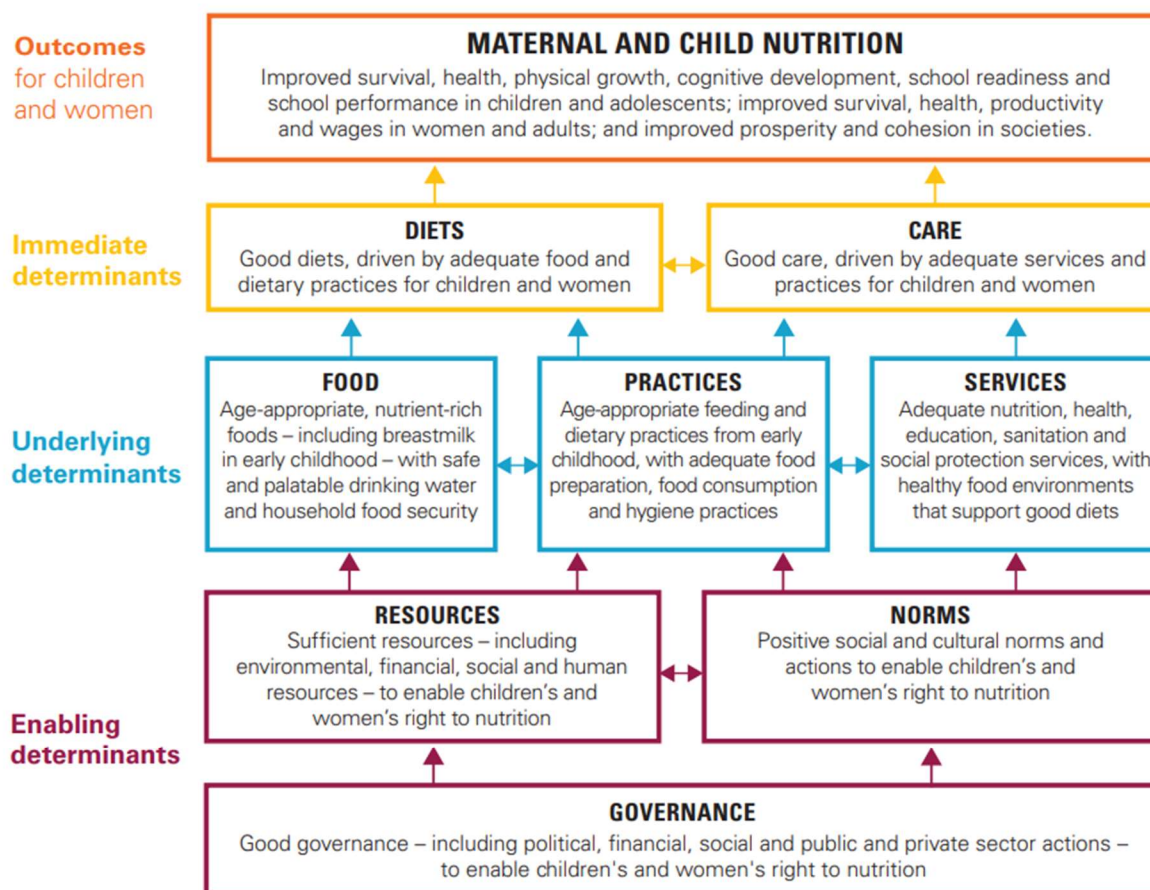 Outcomes
for children
and women
MATERNAL AND CHILD NUTRITION
Improved survival, health, physical growth, cognitive development, school readiness and
school performance in children and adolescents; improved survival, health, productivity
and wages in women and adults; and improved prosperity and cohesion in societies.
Immediate
determinants
DIETS
Good diets, driven by adequate food and
dietary practices for children and women
CARE
Good care, driven by adequate services and
practices for children and women
Underlying
determinants
FOOD
Age-appropriate, nutrient-rich
foods – including breastmilk
in early childhood – with safe
and palatable drinking water
and household food security
PRACTICES
Age-appropriate feeding and
dietary practices from early
childhood, with adequate food
preparation, food consumption
and hygiene practices
SERVICES
Adequate nutrition, health,
education, sanitation and
social protection services, with
healthy food environments
that support good diets
Enabling
determinants
RESOURCES
Sufficient resources – including
environmental, financial, social and human
resources – to enable children’s and
women’s right to nutrition
NORMS
Positive social and cultural norms and
actions to enable children’s and
women’s right to nutrition
GOVERNANCE
Good governance – including political, financial, social and public and private sector actions –
to enable children's and women's right to nutrition